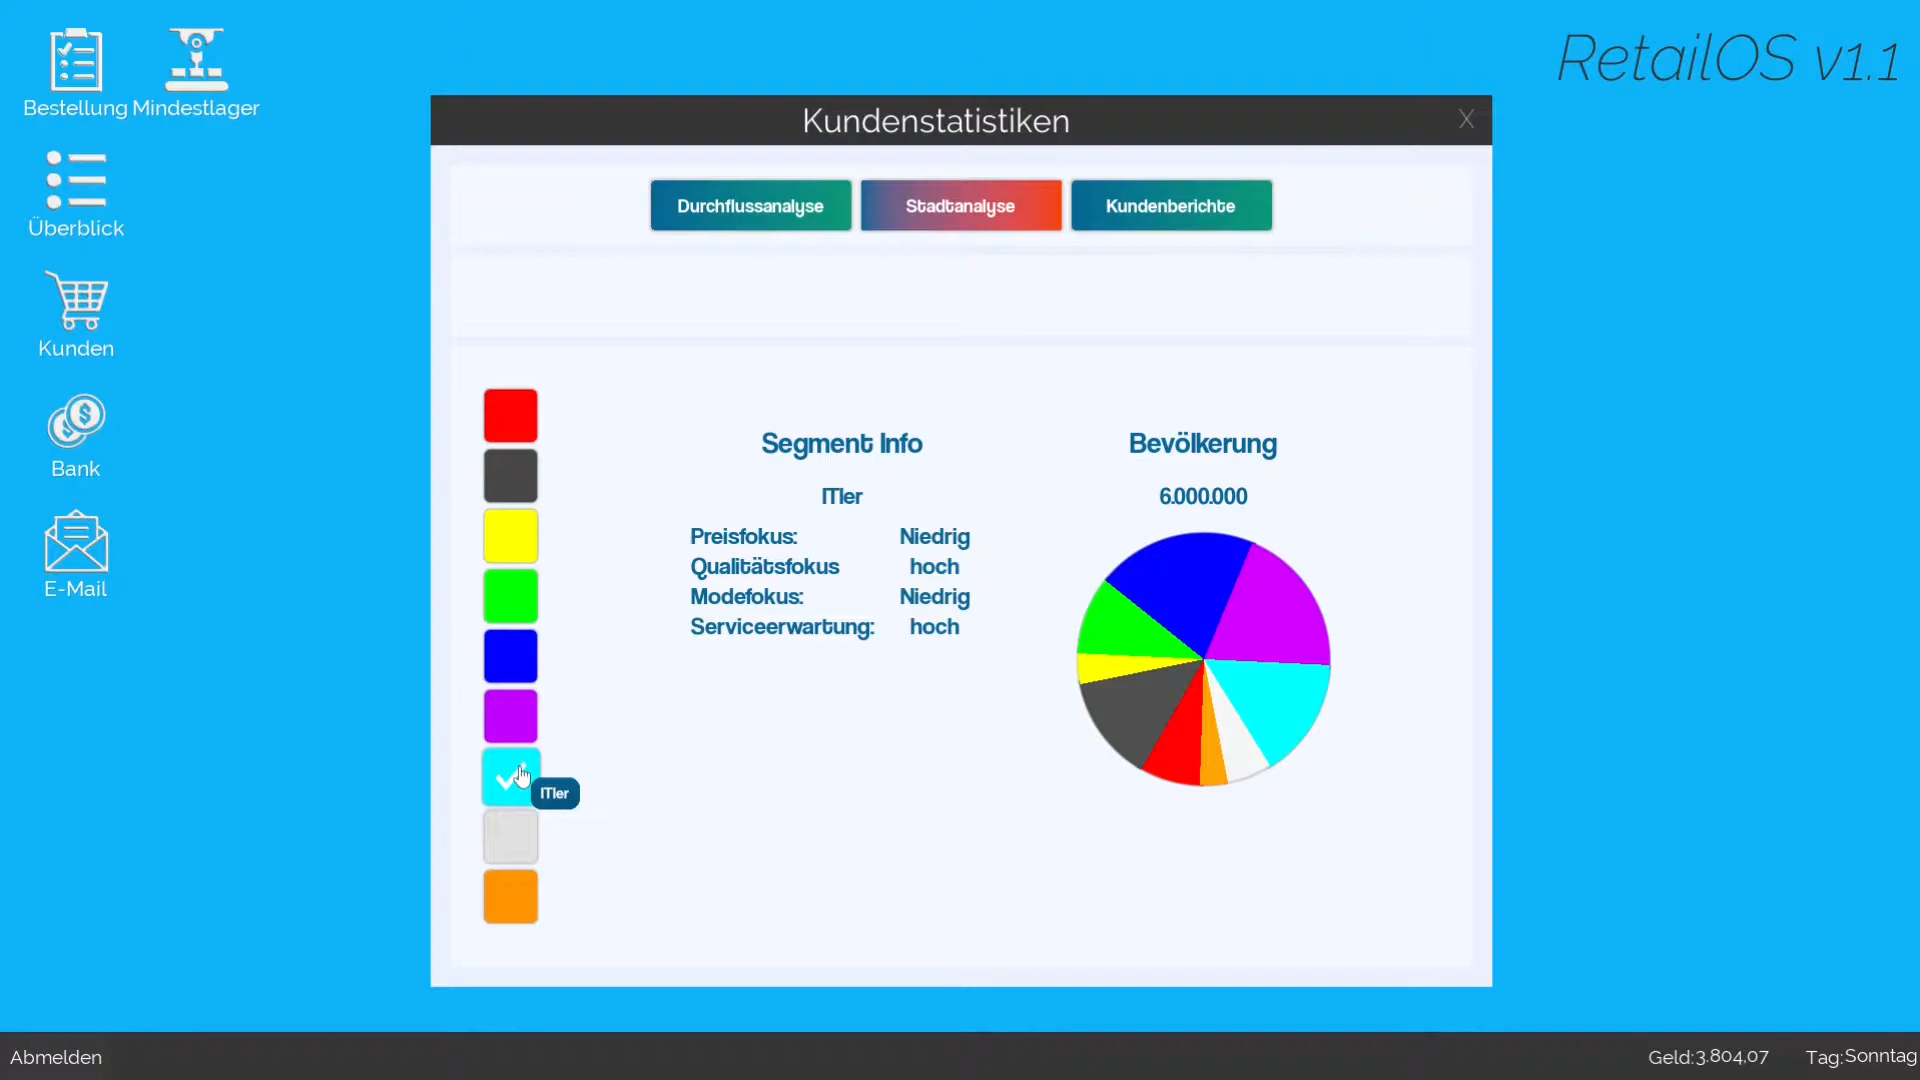 RetailOS v1.1
Bestellung
Mindestlager
Überblick
Kunden
Bank
E-Mail
Kundenstatistiken
X
Durchflussanalyse
Stadtanalyse
Kundenberichte
Segment Info
ITler
Preisfokus: Niedrig
Qualitätsfokus hoch
Modefokus: Niedrig
Serviceerwartung: hoch
Bevölkerung
6.000.000
ITler
Abmelden
Geld:3.804,07
Tag:Sonntag